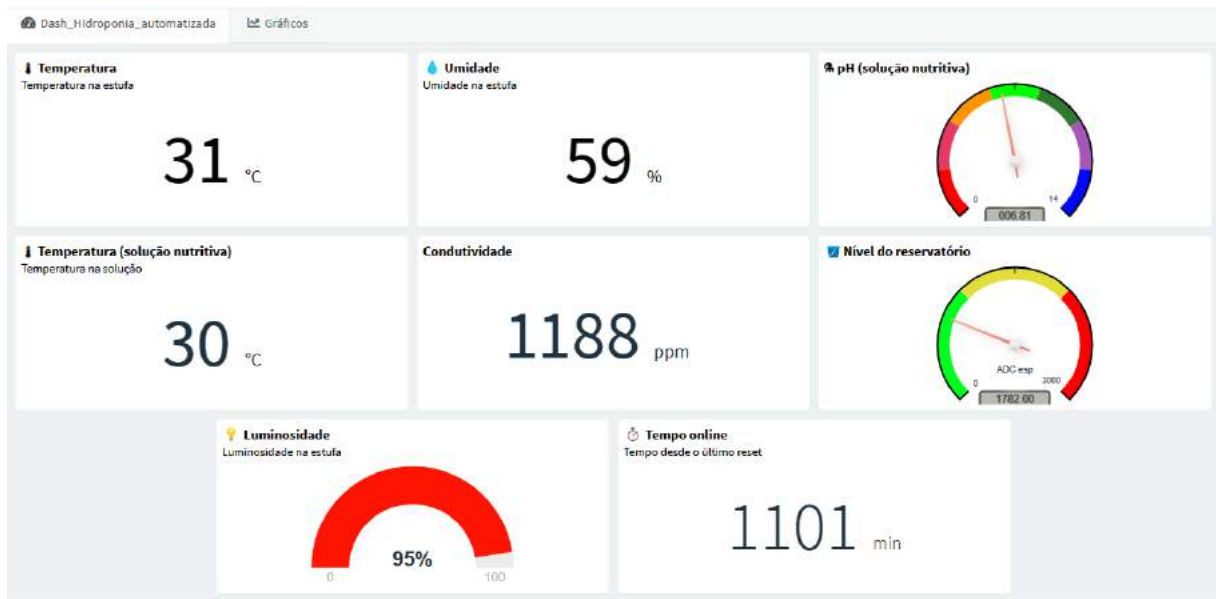 Dash_Hidroponia_automatizada
Gráficos
Temperatura
Temperatura na estufa
31 °C
Umidade
Umidade na estufa
59 %
pH (solução nutritiva)
0
14
006.81
Temperatura (solução nutritiva)
Temperatura na solução
30 °C
Condutividade
1188 ppm
Nível do reservatório
ADC esp
0
1782.00
Luminosidade
Luminosidade na estufa
95%
0
100
Tempo online
Tempo desde o último reset
1101 min